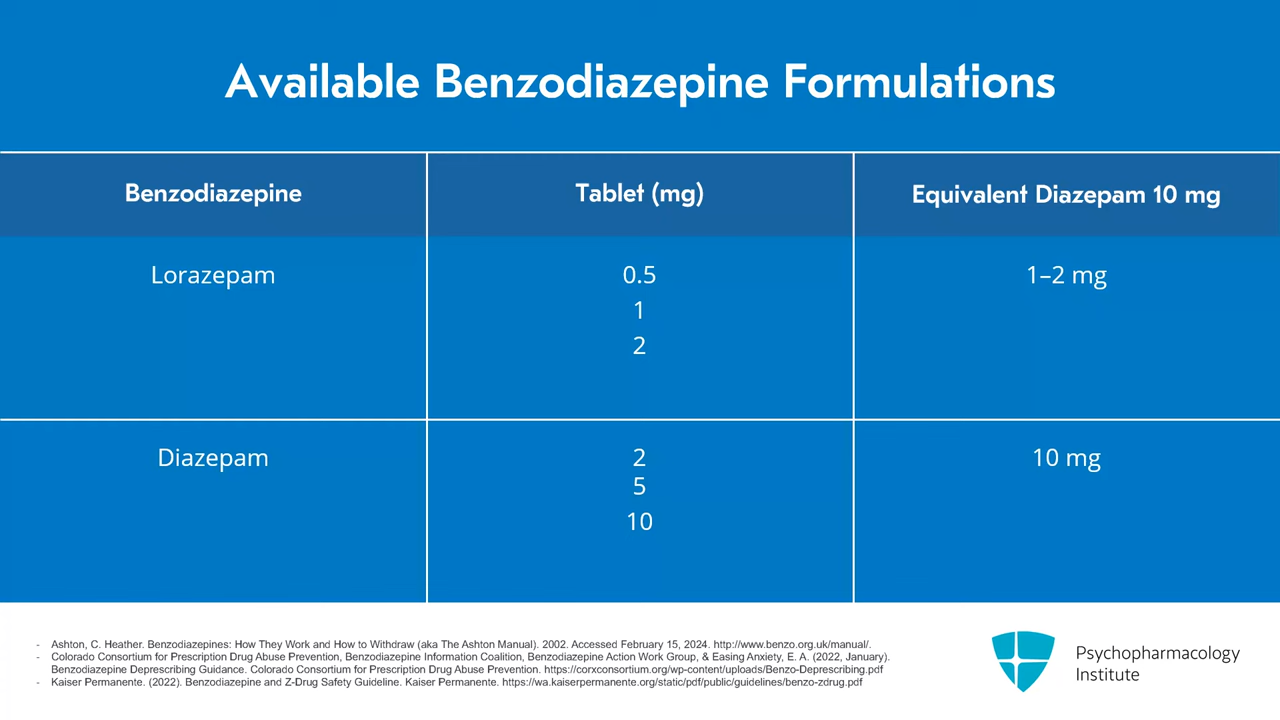 Available Benzodiazepine Formulations
Benzodiazepine
Tablet (mg)
Equivalent Diazepam 10 mg
Lorazepam
0.5
1
2
1–2 mg
Diazepam
2
5
10
10 mg
- Ashton, C. Heather. Benzodiazepines: How They Work and How to Withdraw (aka The Ashton Manual). 2002. Accessed February 15, 2024. http://www.benzo.org.uk/manual/.
- Colorado Consortium for Prescription Drug Abuse Prevention, Benzodiazepine Information Coalition, Benzodiazepine Action Work Group, & Easing Anxiety, E. A. (2022, January).
Benzodiazepine Deprescribing Guidance. Colorado Consortium for Prescription Drug Abuse Prevention. https://corxconsortium.org/wp-content/uploads/Benzo-Deprescribing.pdf
- Kaiser Permanente. (2022). Benzodiazepine and Z-Drug Safety Guideline. Kaiser Permanente. https://wa.kaiserpermanente.org/static/pdf/public/guidelines/benzo-zdrug.pdf
Psychopharmacology
Institute